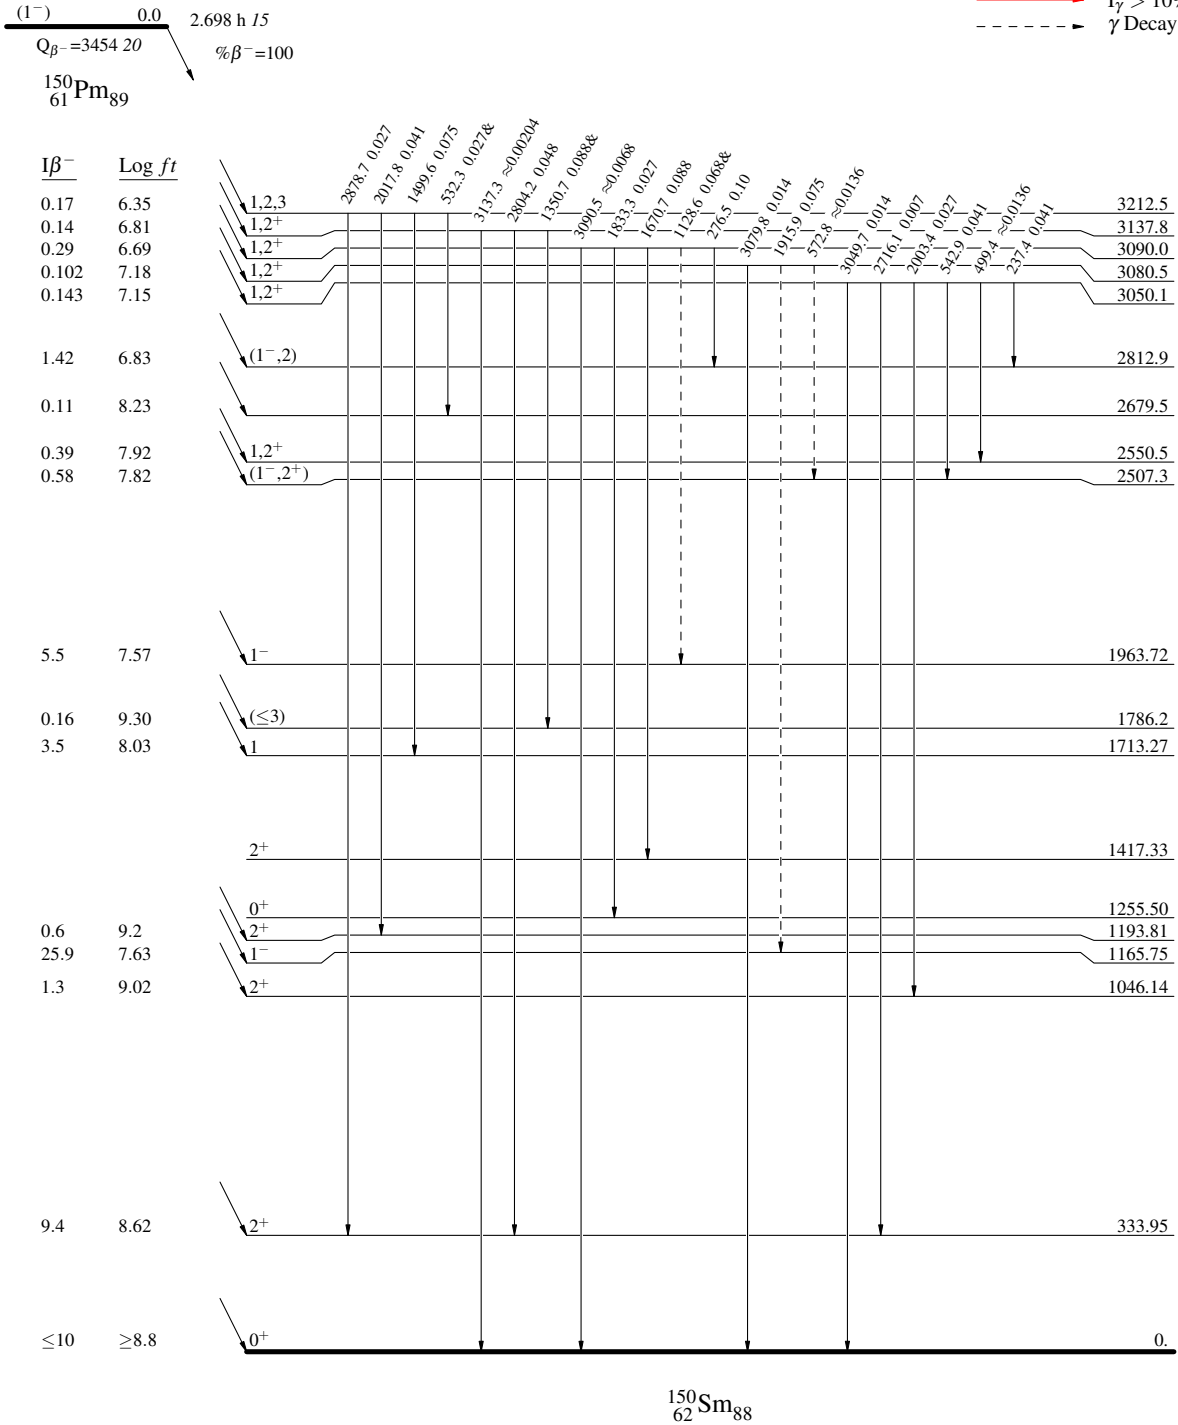 (1⁻) 0.0 2.698 h 15
Iγ > 10%
Qβ−=3454 20
%β⁻=100
γ Decay
¹⁵⁰₆₁Pm₈₉
Iβ⁻ Log ft
2878.7 0.027
2017.8 0.041
1499.6 0.075
532.3 0.027&
3137.3 ≈0.00204
2804.2 0.048
1350.7 0.088&
3090.5 ≈0.0068
1833.3 0.027
1670.7 0.088
1128.6 0.068&
276.5 0.10
3079.8 0.014
1915.9 0.075
572.8 ≈0.0136
3049.7 0.014
2716.1 0.007
2003.4 0.027
542.9 0.041
499.4 ≈0.0136
237.4 0.041
0.17 6.35 1,2,3 3212.5
0.14 6.81 1,2⁺ 3137.8
0.29 6.69 1,2⁺ 3090.0
0.102 7.18 1,2⁺ 3080.5
0.143 7.15 1,2⁺ 3050.1
1.42 6.83 (1⁻,2) 2812.9
0.11 8.23 2679.5
0.39 7.92 1,2⁺ 2550.5
0.58 7.82 (1⁻,2⁺) 2507.3
5.5 7.57 1⁻ 1963.72
0.16 9.30 (≤3) 1786.2
3.5 8.03 1 1713.27
2⁺ 1417.33
0⁺ 1255.50
0.6 9.2 2⁺ 1193.81
25.9 7.63 1⁻ 1165.75
1.3 9.02 2⁺ 1046.14
9.4 8.62 2⁺ 333.95
≤10 ≥8.8 0⁺ 0.
¹⁵⁰₆₂Sm₈₈